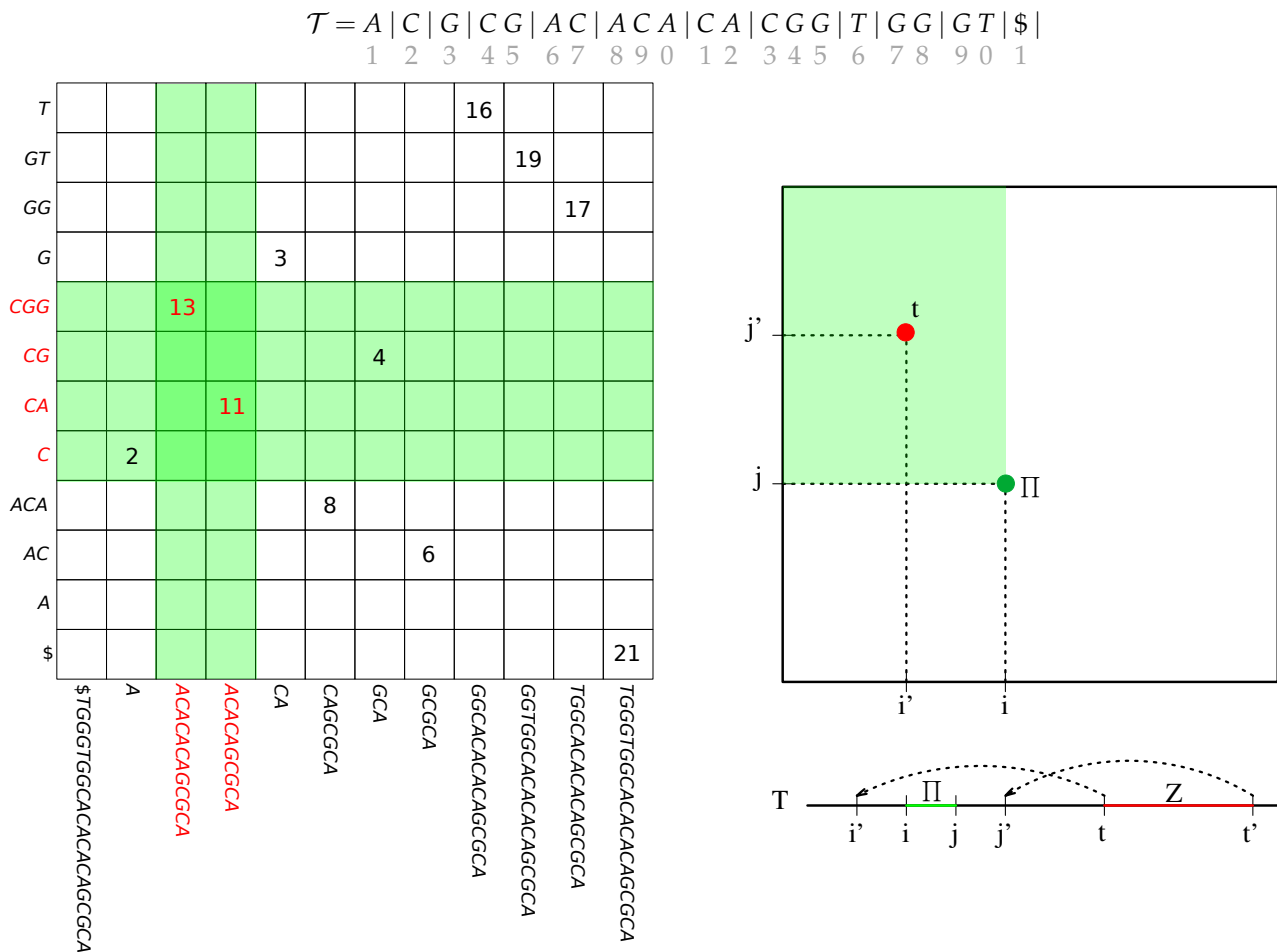 𝒯 = A | C | G | C G | A C | A C A | C A | C G G | T | G G | G T | $ |
1 2 3 4 5 6 7 8 9 0 1 2 3 4 5 6 7 8 9 0 1
T 16
GT 19
GG 17
G 3
CGG 13
CG 4
CA 11
C 2
ACA 8
AC 6
A
$ 21
$TGGGTGGCACACAGCGCA
A
ACACACAGCGCA
ACACAGCGCA
CA
CAGCGCA
GCA
GCGCA
GGCACACACAGCGCA
GGTGGCACACACAGCGCA
TGGCACACACAGCGCA
TGGGTGGCACACACAGCGCA
t
j’
j
Π
i’ i
T Π Z
i’ i j j’ t t’